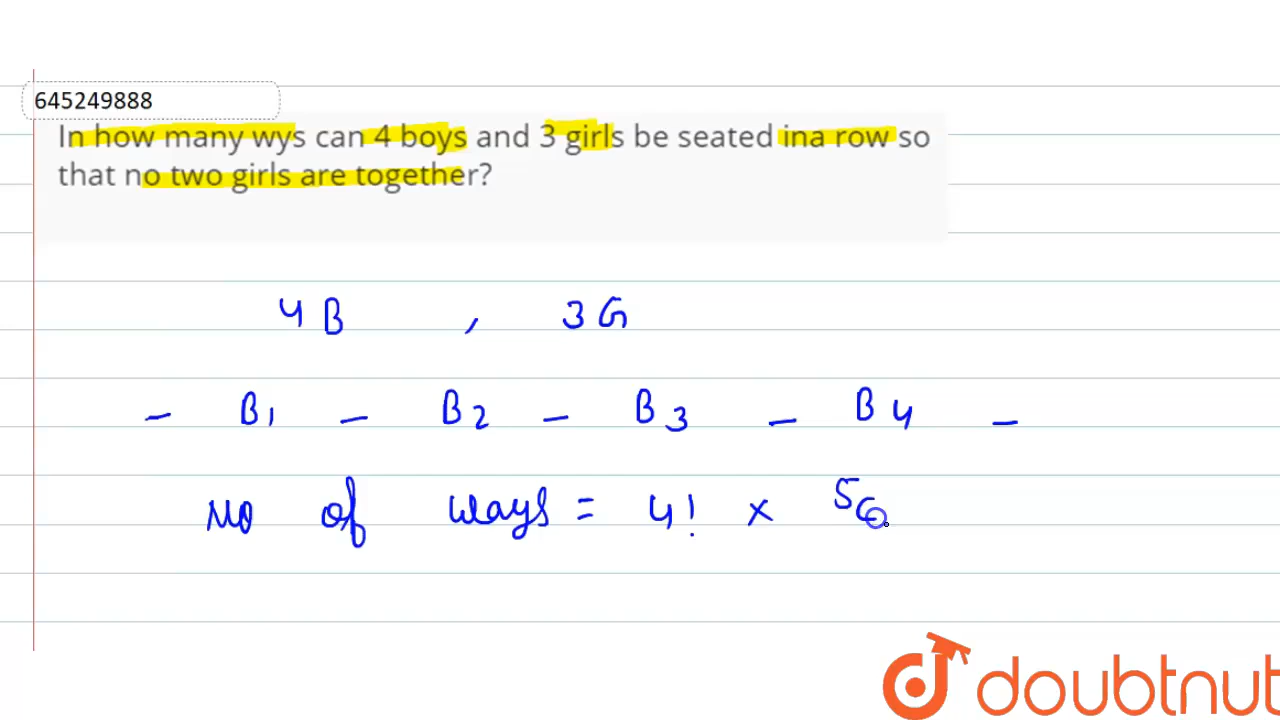 645249888
In how many wys can 4 boys and 3 girls be seated ina row so
that no two girls are together?
4 B , 3 G
- B1 - B2 - B3 - B4 -
No of ways = 4! x 5C
doubtnut